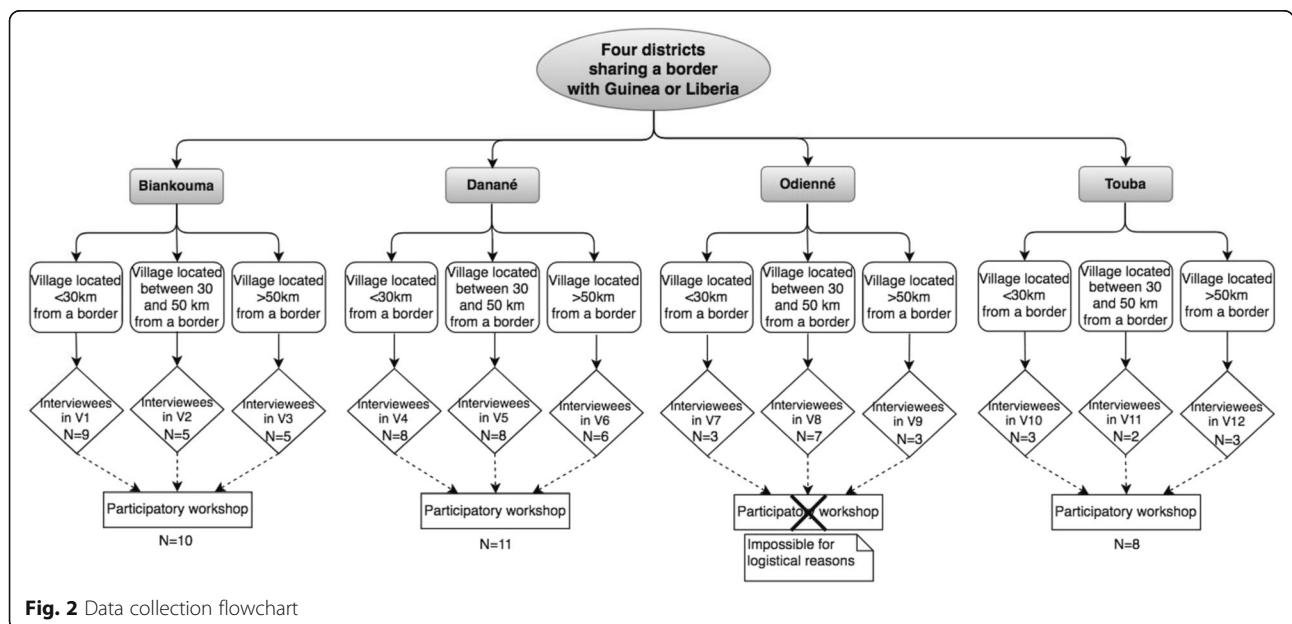 Four districts
sharing a border
with Guinea or Liberia
Biankouma
Danané
Odienné
Touba
Village located
<30km
from a border
Village located
between 30
and 50 km
from a border
Village located
>50km
from a border
Village located
<30km
from a border
Village located
between 30
and 50 km
from a border
Village located
>50km
from a border
Village located
<30km
from a border
Village located
between 30
and 50 km
from a border
Village located
>50km
from a border
Village located
<30km
from a border
Village located
between 30
and 50 km
from a border
Village located
>50km
from a border
Interviewees
in V1
N=9
Interviewees
in V2
N=5
Interviewees
in V3
N=5
Interviewees
in V4
N=8
Interviewees
in V5
N=8
Interviewees
in V6
N=6
Interviewees
in V7
N=3
Interviewees
in V8
N=7
Interviewees
in V9
N=3
Interviewees
in V10
N=3
Interviewees
in V11
N=2
Interviewees
in V12
N=3
Participatory workshop
N=10
Participatory workshop
N=11
Participatory workshop
Impossible for
logistical reasons
Participatory workshop
N=8
Fig. 2 Data collection flowchart